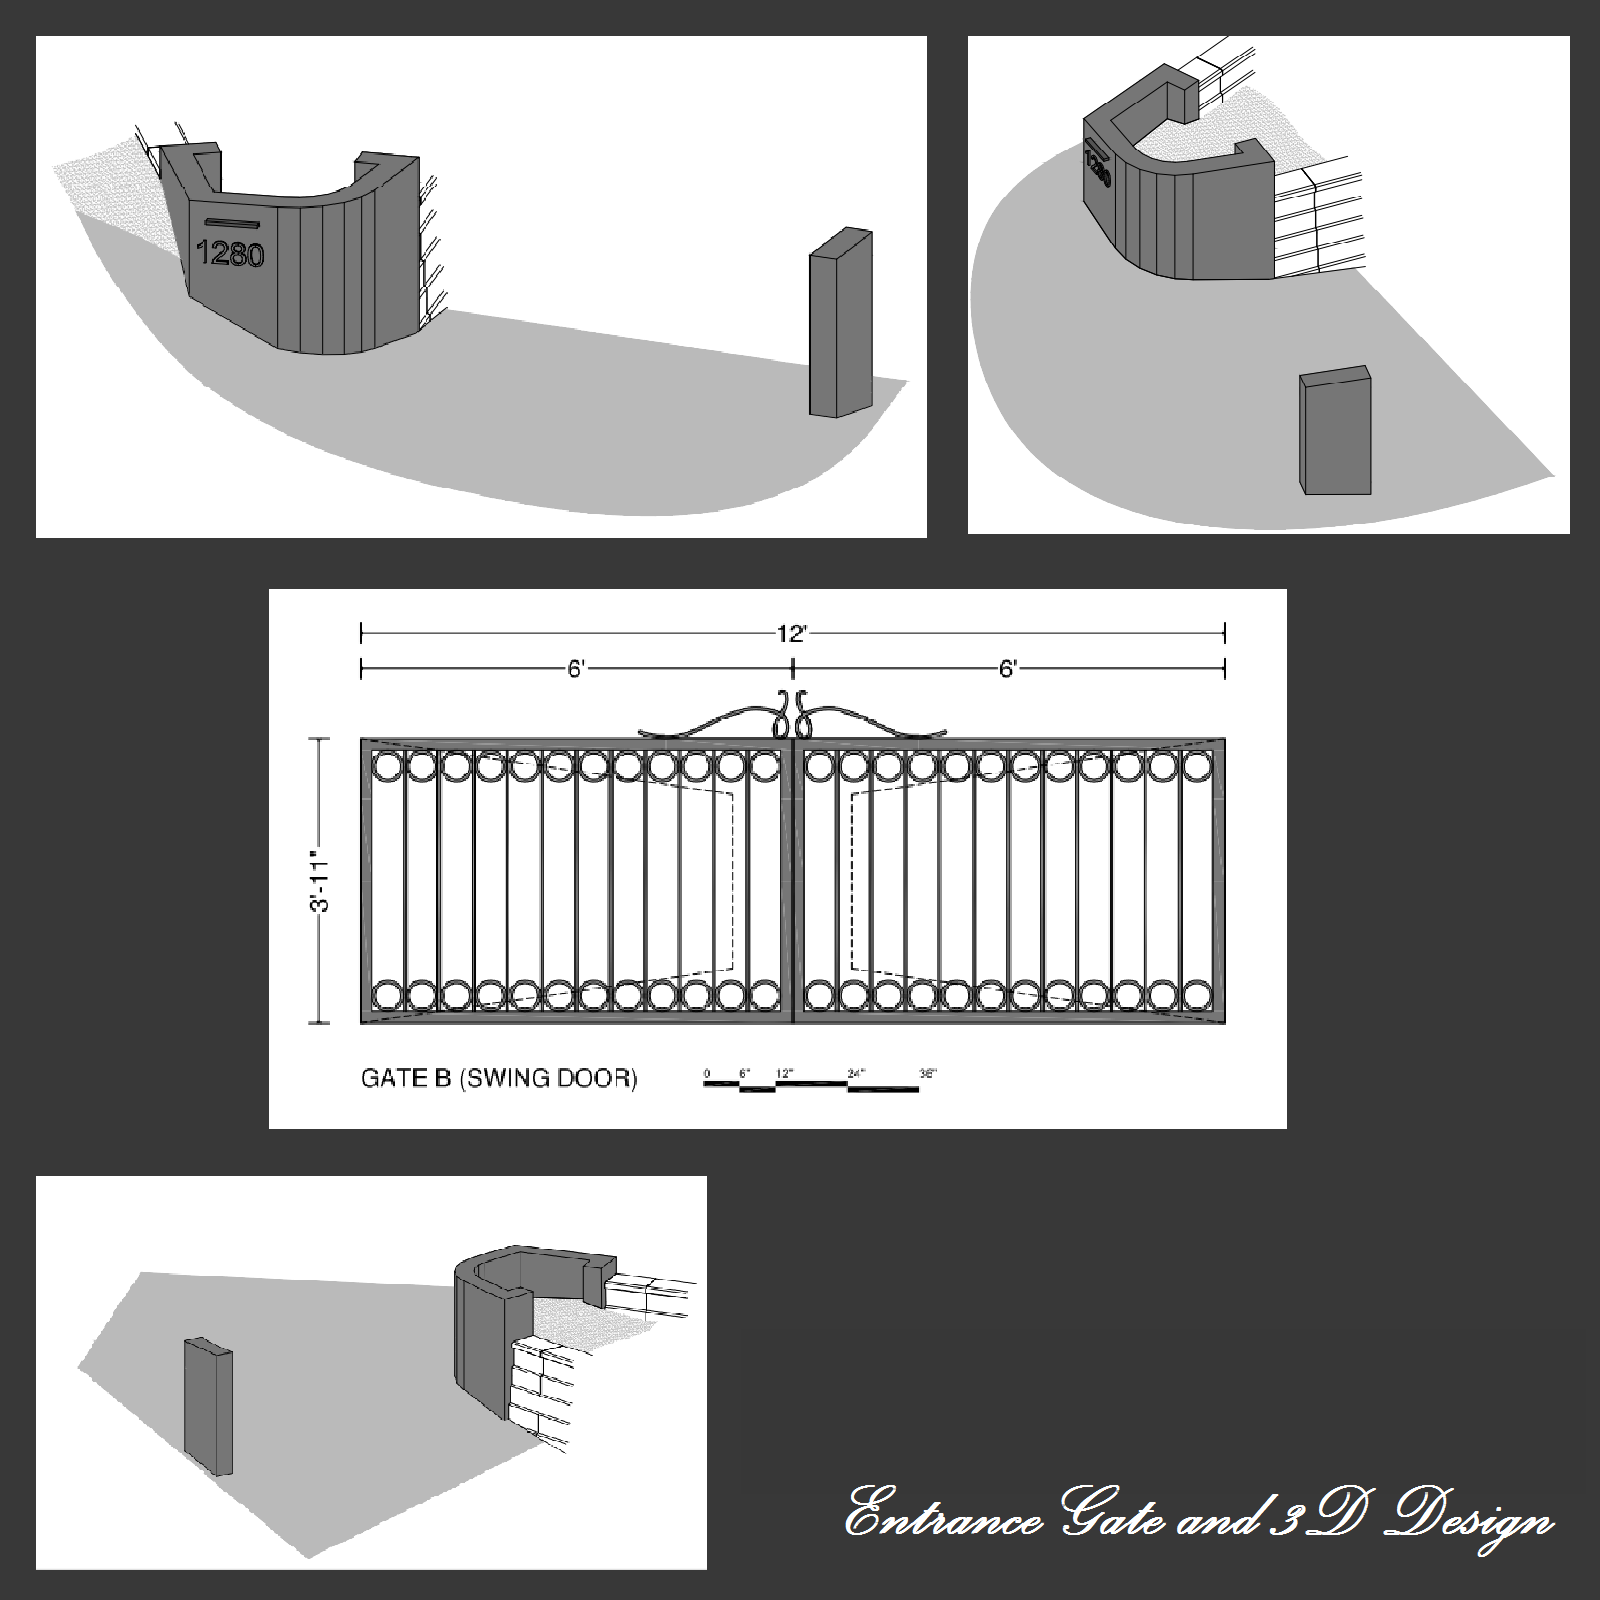 1280
1280
12'
6' 6'
3'-11"
GATE B (SWING DOOR)
0 6" 12" 24" 36"
Entrance Gate and 3D Design